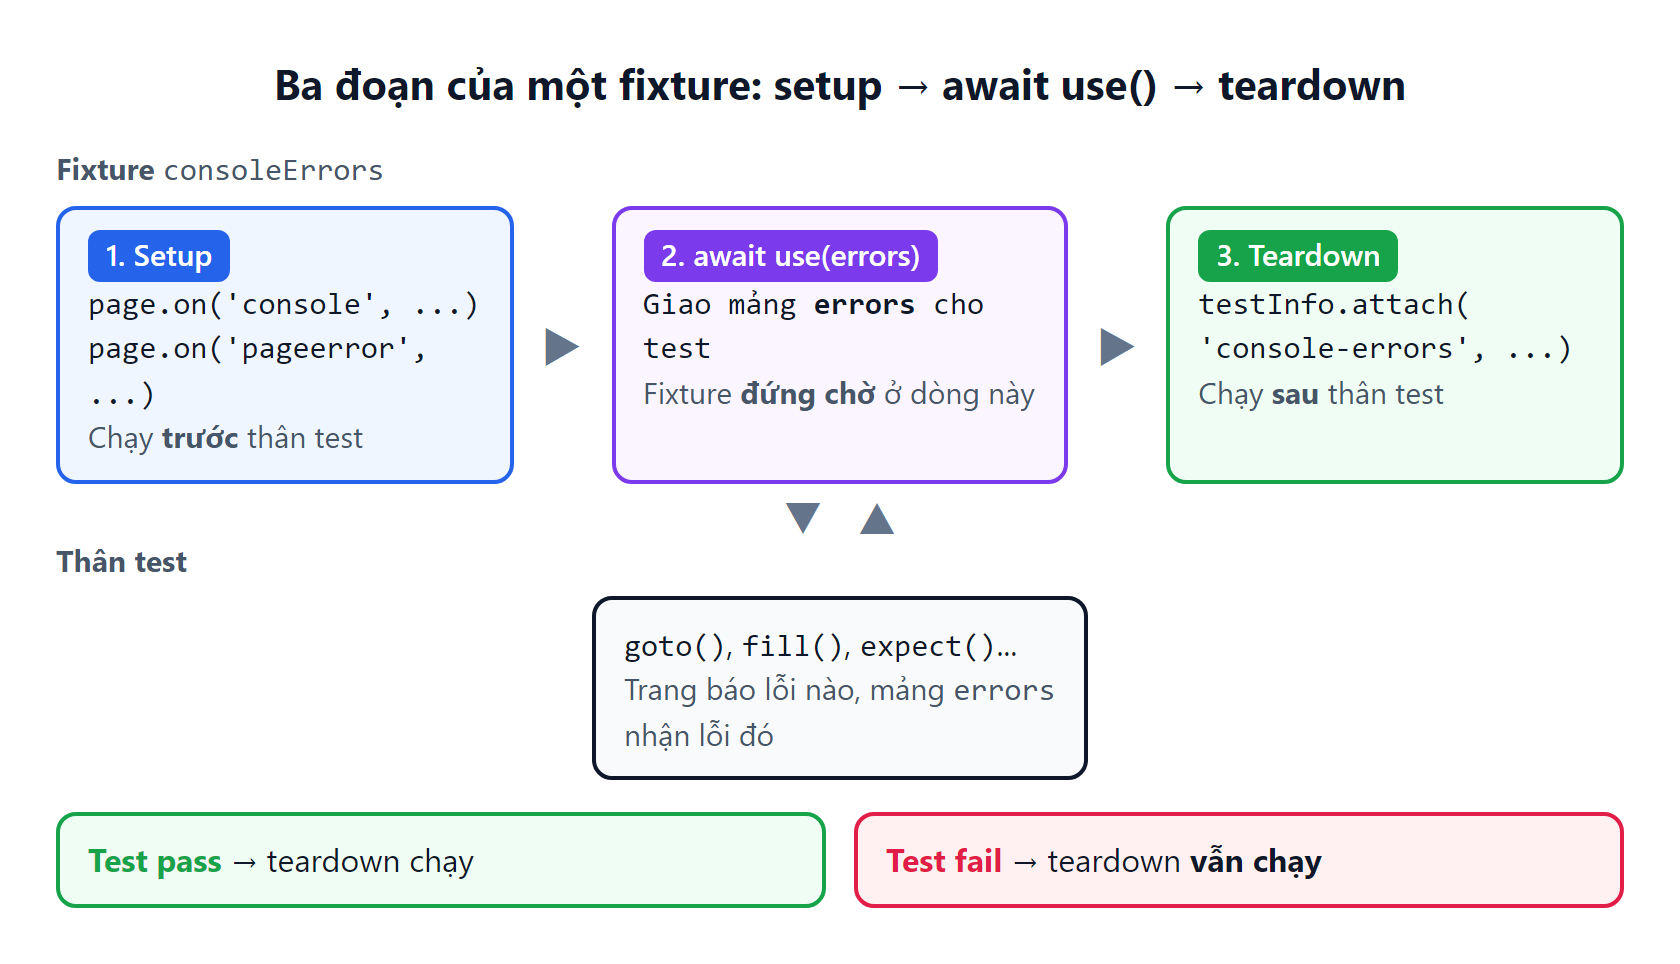 Ba đoạn của một fixture: setup → await use() → teardown
Fixture consoleErrors
1. Setup
page.on('console', ...)
page.on('pageerror',
...)
Chạy trước thân test
2. await use(errors)
Giao mảng errors cho
test
Fixture đứng chờ ở dòng này
3. Teardown
testInfo.attach(
'console-errors', ...)
Chạy sau thân test
Thân test
goto(), fill(), expect()…
Trang báo lỗi nào, mảng errors
nhận lỗi đó
Test pass → teardown chạy
Test fail → teardown vẫn chạy